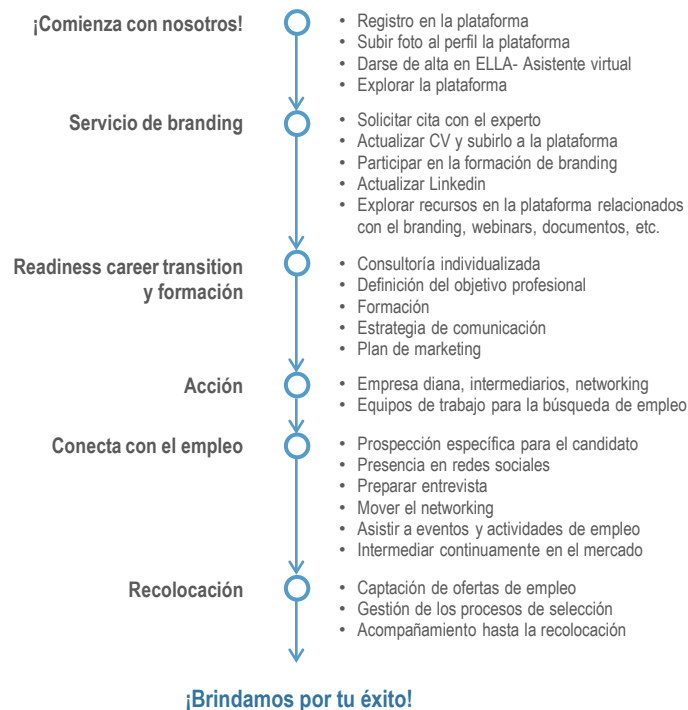 ¡Comienza con nosotros!
• Registro en la plataforma
• Subir foto al perfil la plataforma
• Darse de alta en ELLA- Asistente virtual
• Explorar la plataforma
Servicio de branding
• Solicitar cita con el experto
• Actualizar CV y subirlo a la plataforma
• Participar en la formación de branding
• Actualizar Linkedin
• Explorar recursos en la plataforma relacionados
con el branding, webinars, documentos, etc.
Readiness career transition
y formación
• Consultoría individualizada
• Definición del objetivo profesional
• Formación
• Estrategia de comunicación
• Plan de marketing
Acción
• Empresa diana, intermediarios, networking
• Equipos de trabajo para la búsqueda de empleo
Conecta con el empleo
• Prospección específica para el candidato
• Presencia en redes sociales
• Preparar entrevista
• Mover el networking
• Asistir a eventos y actividades de empleo
• Intermediar continuamente en el mercado
Recolocación
• Captación de ofertas de empleo
• Gestión de los procesos de selección
• Acompañamiento hasta la recolocación
¡Brindamos por tu éxito!